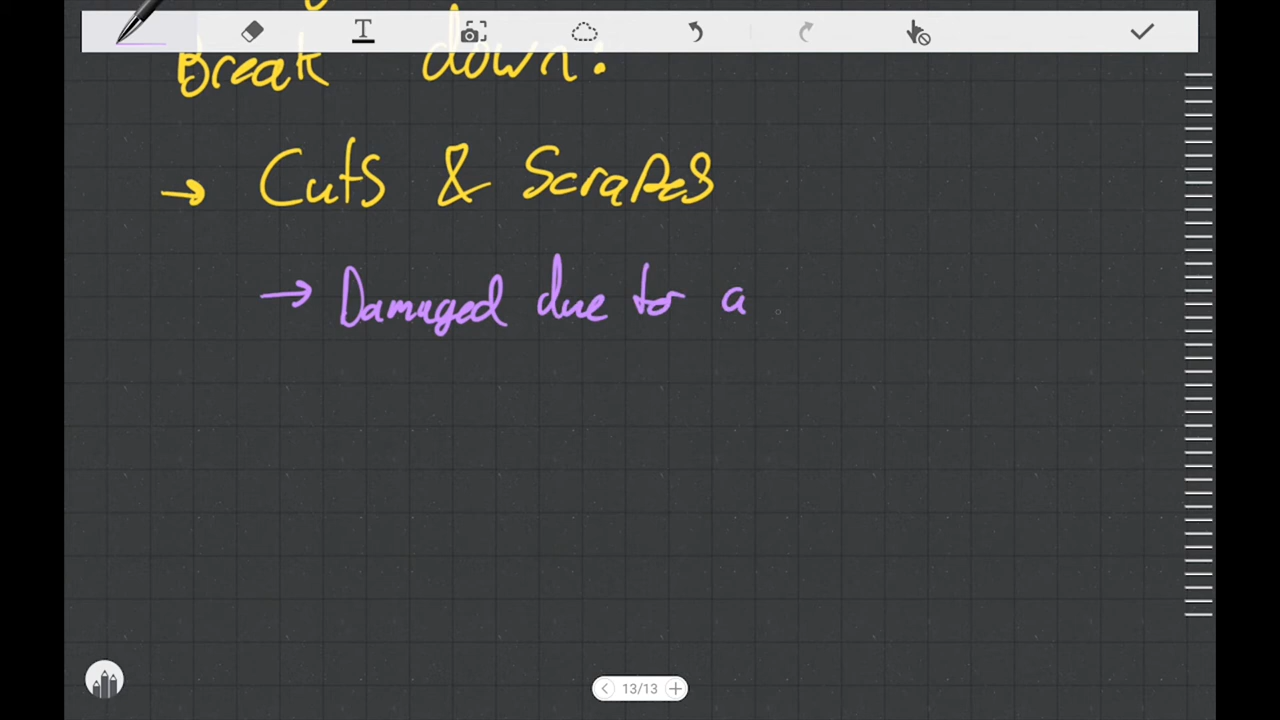 Break down:
→ Cuts & Scrapes
→ Damaged due to a
13/13